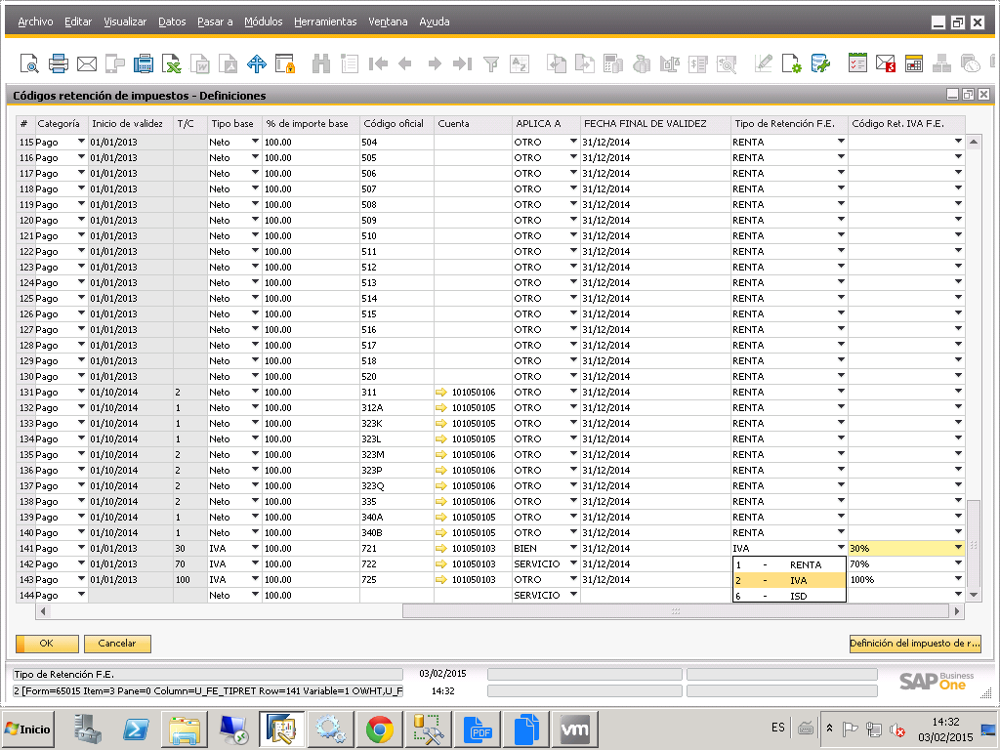 Archivo Editar Visualizar Datos Pasar a Módulos Herramientas Ventana Ayuda
Códigos retención de impuestos - Definiciones
# Categoría Inicio de validez T/C Tipo base % de importe base Código oficial Cuenta APLICA A FECHA FINAL DE VALIDEZ Tipo de Retención F.E. Código Ret. IVA F.E.
115 Pago 01/01/2013 Neto 100.00 504 OTRO 31/12/2014 RENTA
116 Pago 01/01/2013 Neto 100.00 505 OTRO 31/12/2014 RENTA
117 Pago 01/01/2013 Neto 100.00 506 OTRO 31/12/2014 RENTA
118 Pago 01/01/2013 Neto 100.00 507 OTRO 31/12/2014 RENTA
119 Pago 01/01/2013 Neto 100.00 508 OTRO 31/12/2014 RENTA
120 Pago 01/01/2013 Neto 100.00 509 OTRO 31/12/2014 RENTA
121 Pago 01/01/2013 Neto 100.00 510 OTRO 31/12/2014 RENTA
122 Pago 01/01/2013 Neto 100.00 511 OTRO 31/12/2014 RENTA
123 Pago 01/01/2013 Neto 100.00 512 OTRO 31/12/2014 RENTA
124 Pago 01/01/2013 Neto 100.00 513 OTRO 31/12/2014 RENTA
125 Pago 01/01/2013 Neto 100.00 514 OTRO 31/12/2014 RENTA
126 Pago 01/01/2013 Neto 100.00 515 OTRO 31/12/2014 RENTA
127 Pago 01/01/2013 Neto 100.00 516 OTRO 31/12/2014 RENTA
128 Pago 01/01/2013 Neto 100.00 517 OTRO 31/12/2014 RENTA
129 Pago 01/01/2013 Neto 100.00 518 OTRO 31/12/2014 RENTA
130 Pago 01/01/2013 Neto 100.00 520 OTRO 31/12/2014 RENTA
131 Pago 01/10/2014 2 Neto 100.00 311 101050106 OTRO 31/12/2014 RENTA
132 Pago 01/10/2014 1 Neto 100.00 312A 101050105 OTRO 31/12/2014 RENTA
133 Pago 01/10/2014 1 Neto 100.00 323K 101050105 OTRO 31/12/2014 RENTA
134 Pago 01/10/2014 1 Neto 100.00 323L 101050105 OTRO 31/12/2014 RENTA
135 Pago 01/10/2014 2 Neto 100.00 323M 101050106 OTRO 31/12/2014 RENTA
136 Pago 01/10/2014 2 Neto 100.00 323P 101050106 OTRO 31/12/2014 RENTA
137 Pago 01/10/2014 2 Neto 100.00 323Q 101050106 OTRO 31/12/2014 RENTA
138 Pago 01/10/2014 2 Neto 100.00 335 101050106 OTRO 31/12/2014 RENTA
139 Pago 01/10/2014 1 Neto 100.00 340A 101050105 OTRO 31/12/2014 RENTA
140 Pago 01/10/2014 1 Neto 100.00 340B 101050105 OTRO 31/12/2014 RENTA
141 Pago 01/01/2013 30 IVA 100.00 721 101050103 BIEN 31/12/2014 IVA 30%
142 Pago 01/01/2013 70 IVA 100.00 722 101050103 SERVICIO 31/12/2014 1 - RENTA 70%
143 Pago 01/01/2013 100 IVA 100.00 725 101050103 OTRO 31/12/2014 2 - IVA 100%
144 Pago Neto 100.00 SERVICIO 6 - ISD
OK Cancelar Definición del impuesto de r...
Tipo de Retención F.E. 03/02/2015
2 [Form=65015 Item=3 Pane=0 Column=U_FE_TIPRET Row=141 Variable=1 OWHT,U_F 14:32
SAP Business One
Inicio PDF vm ES 14:32
03/02/2015